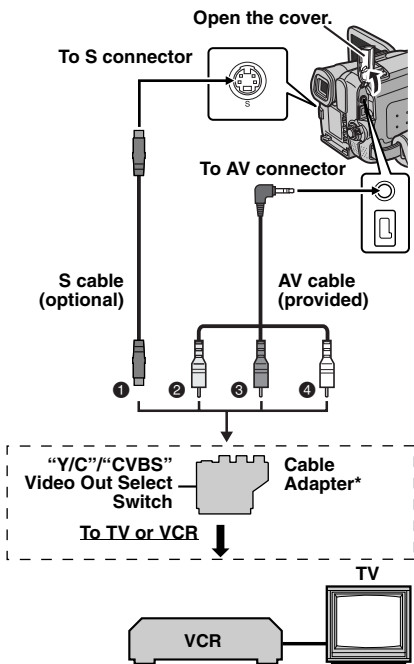 Open the cover.
To S connector
S
To AV connector
S cable
(optional)
AV cable
(provided)
❶ ❷ ❸ ❹
"Y/C"/"CVBS"
Video Out Select
Switch
Cable
Adapter*
To TV or VCR
TV
VCR